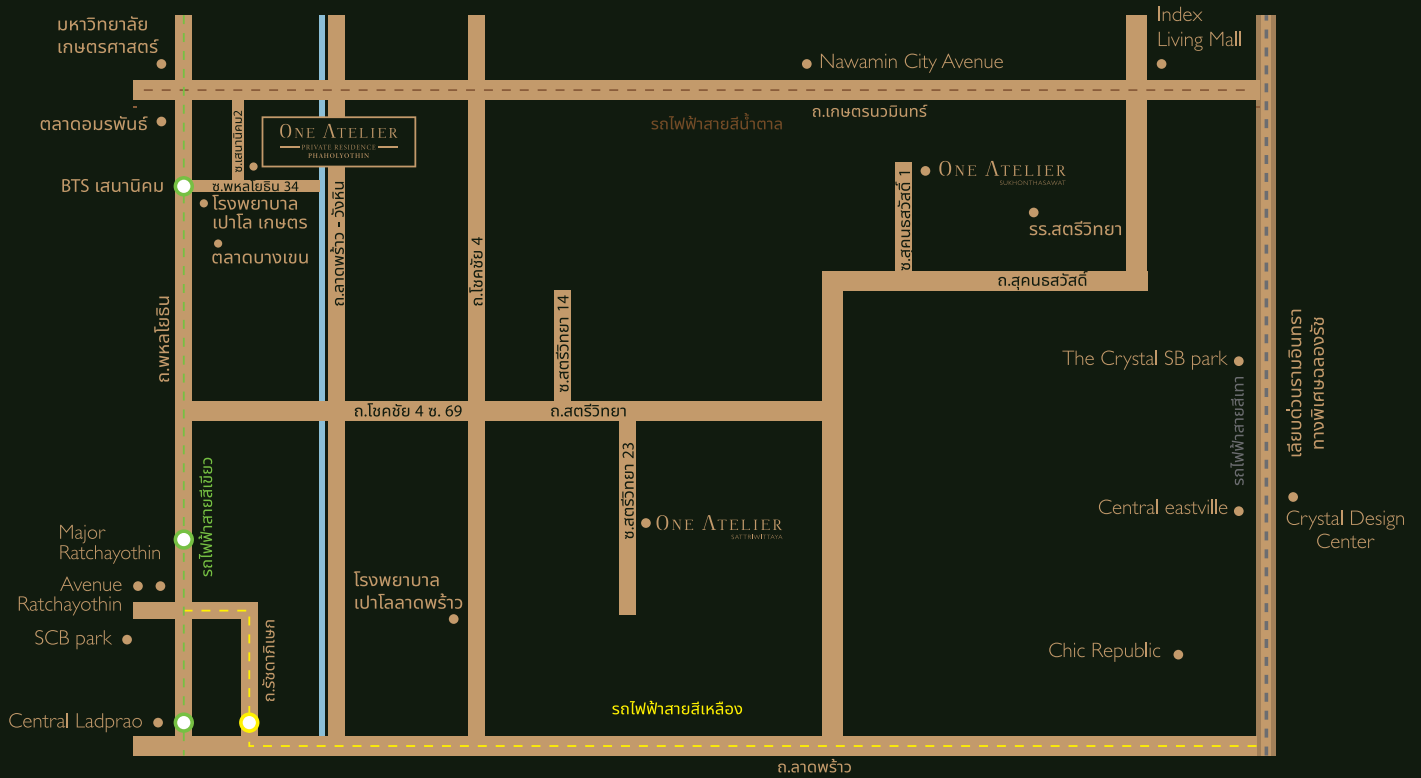 มหาวิทยาลัย
เกษตรศาสตร์
Index
Living Mall
Nawamin City Avenue
ถ.เกษตรนวมินทร์
รถไฟฟ้าสายสีน้ำตาล
ตลาดอมรพันธ์
ซ.เสนานิคม2
ONE ATELIER
PRIVATE RESIDENCE
PHAHOLYOTHIN
BTS เสนานิคม
ซ.พหลโยธิน 34
โรงพยาบาล
เปาโล เกษตร
ตลาดบางเขน
ถ.ลาดพร้าว - วังหิน
ถ.โชคชัย 4
ซ.สุคนธสวัสดิ์ 1
ONE ATELIER
SUKHONTHASAWAT
รร.สตรีวิทยา
ถ.สุคนธสวัสดิ์
ถ.พหลโยธิน
ซ.สตรีวิทยา 14
The Crystal SB park
เลียบด่วนรามอินทรา
ทางพิเศษฉลองรัช
รถไฟฟ้าสายสีเทา
ถ.โชคชัย 4 ซ. 69
ถ.สตรีวิทยา
รถไฟฟ้าสายสีเขียว
ซ.สตรีวิทยา 23
ONE ATELIER
SATTRIWITTAYA
Central eastville
Crystal Design
Center
Major
Ratchayothin
Avenue
Ratchayothin
โรงพยาบาล
เปาโลลาดพร้าว
SCB park
ถ.รัชดาภิเษก
Chic Republic
Central Ladprao
รถไฟฟ้าสายสีเหลือง
ถ.ลาดพร้าว